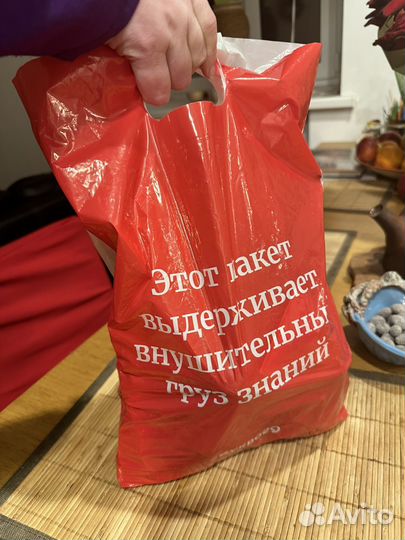 Этот пакет
выдерживает
внушительный
груз знаний
Avito